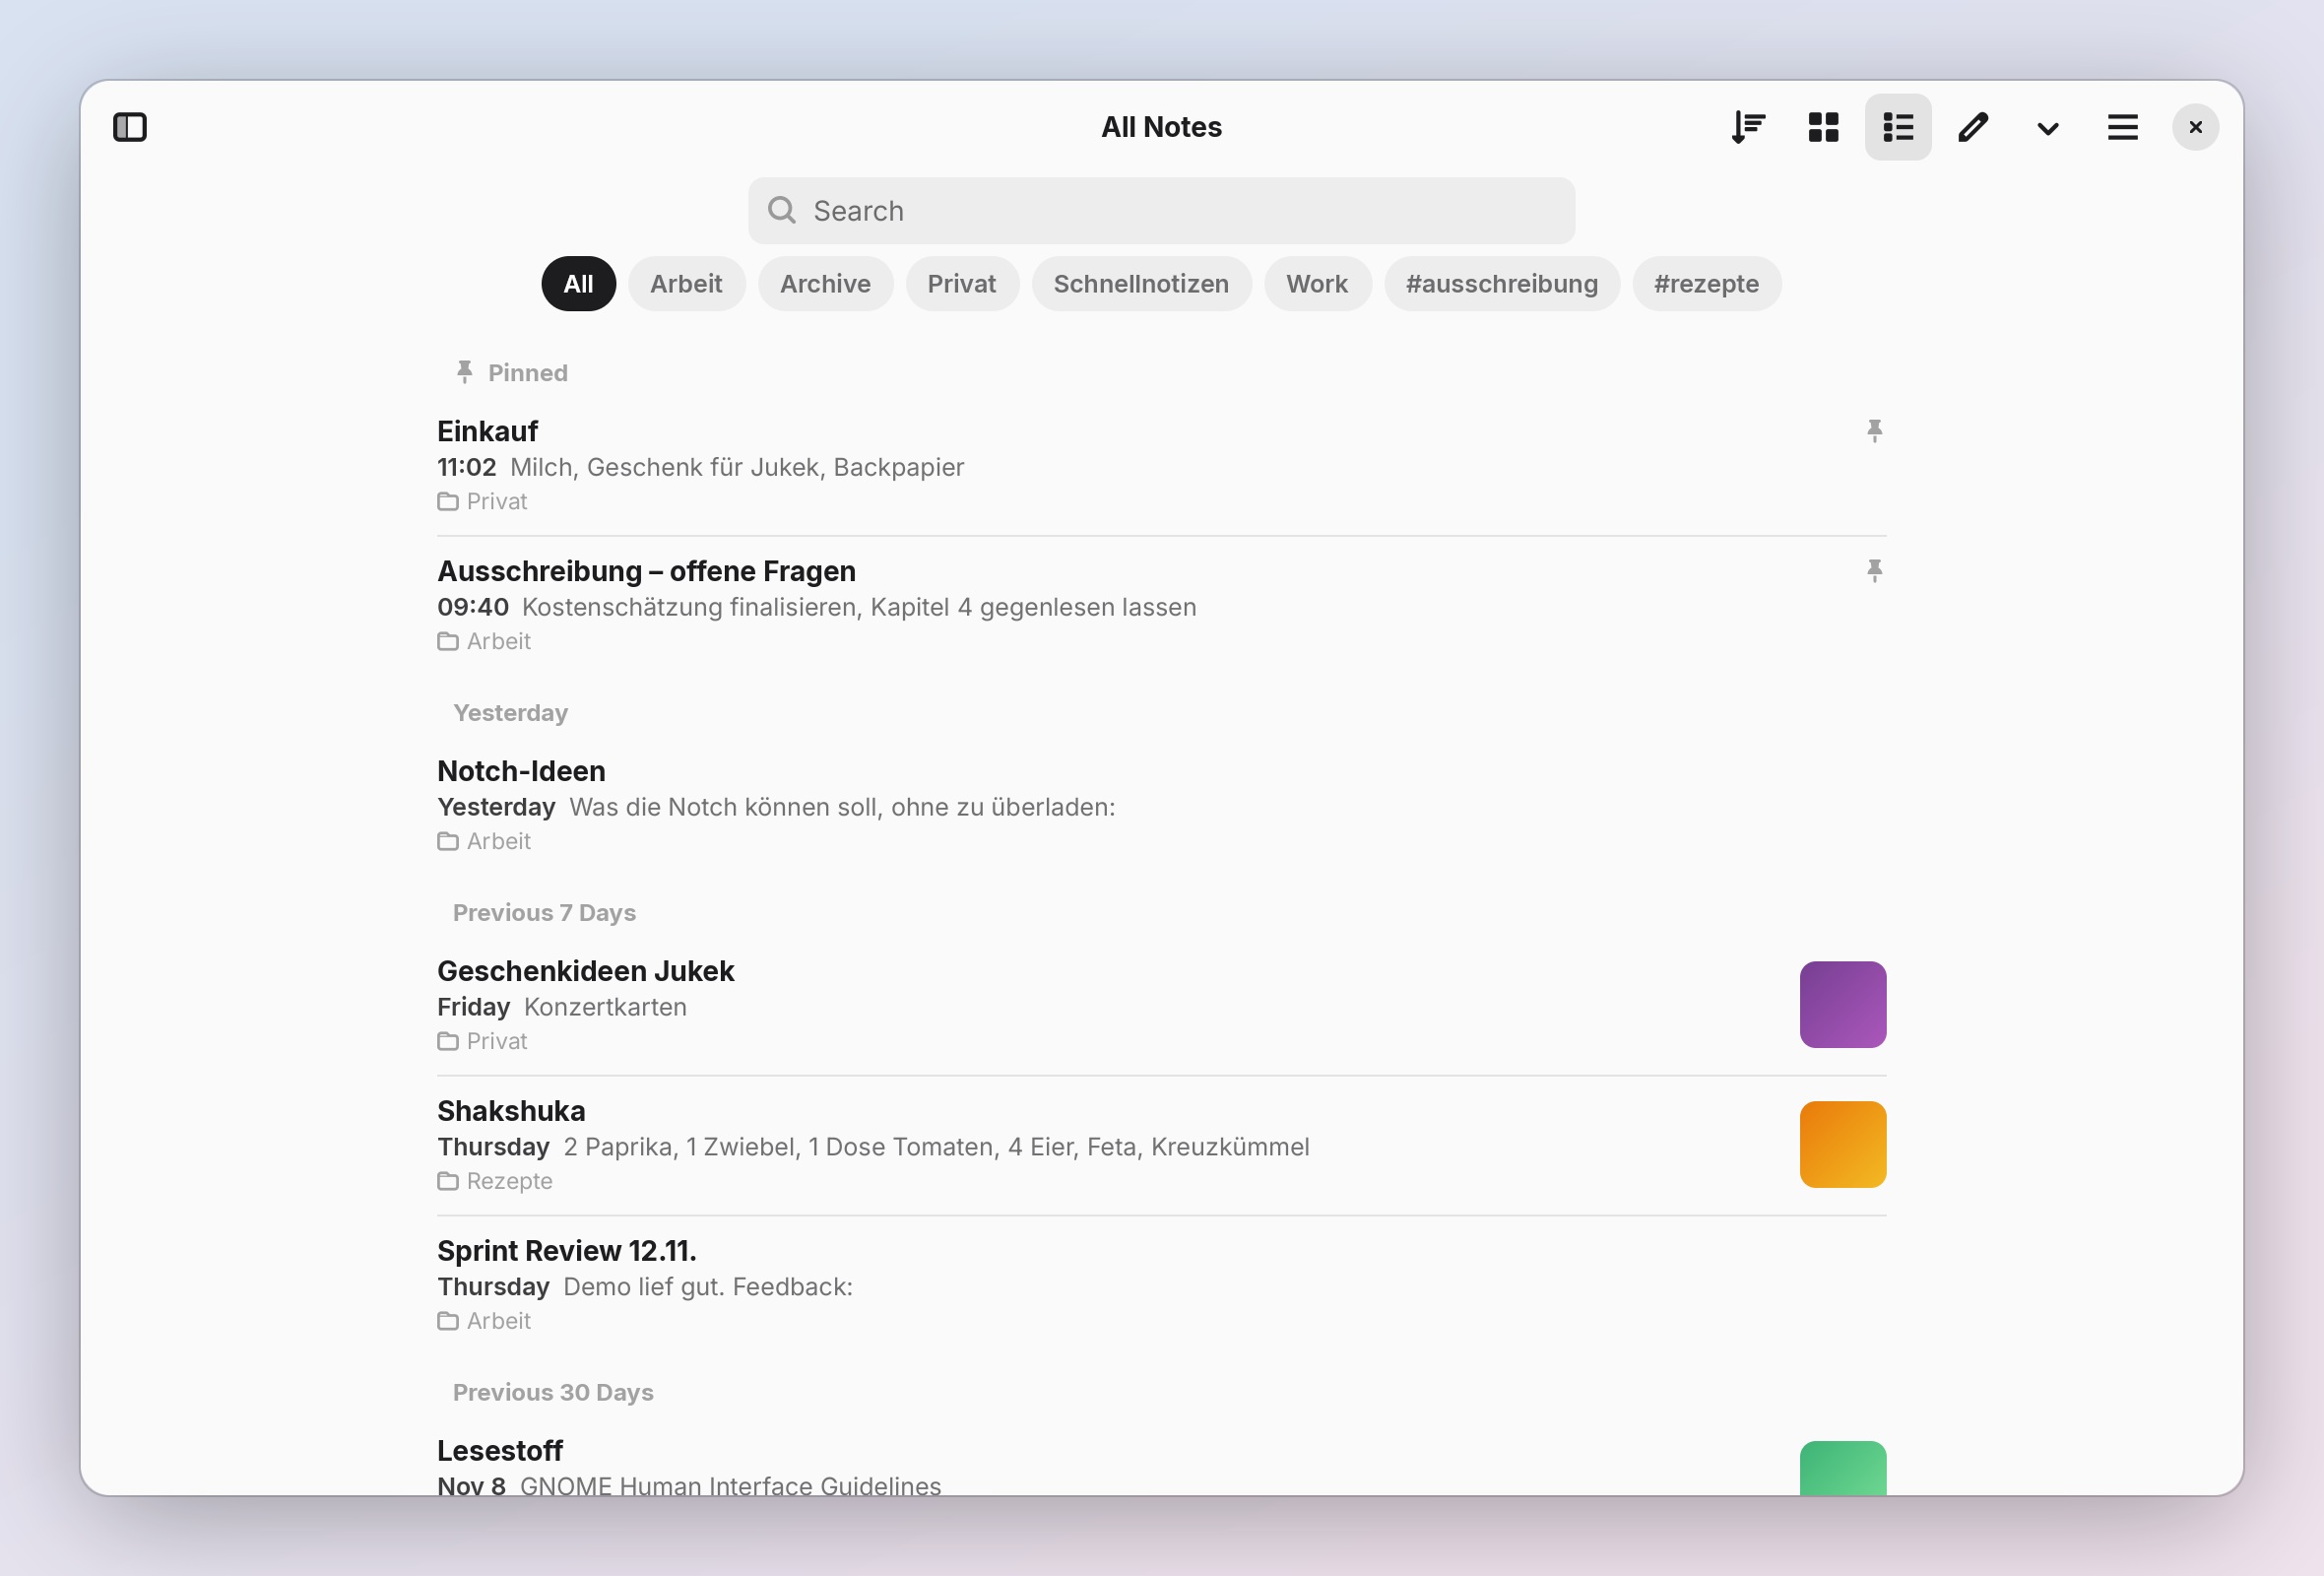 All Notes
Search
All Arbeit Archive Privat Schnellnotizen Work #ausschreibung #rezepte
Pinned
Einkauf
11:02 Milch, Geschenk für Jukek, Backpapier
Privat
Ausschreibung – offene Fragen
09:40 Kostenschätzung finalisieren, Kapitel 4 gegenlesen lassen
Arbeit
Yesterday
Notch-Ideen
Yesterday Was die Notch können soll, ohne zu überladen:
Arbeit
Previous 7 Days
Geschenkideen Jukek
Friday Konzertkarten
Privat
Shakshuka
Thursday 2 Paprika, 1 Zwiebel, 1 Dose Tomaten, 4 Eier, Feta, Kreuzkümmel
Rezepte
Sprint Review 12.11.
Thursday Demo lief gut. Feedback:
Arbeit
Previous 30 Days
Lesestoff
Nov 8 GNOME Human Interface Guidelines